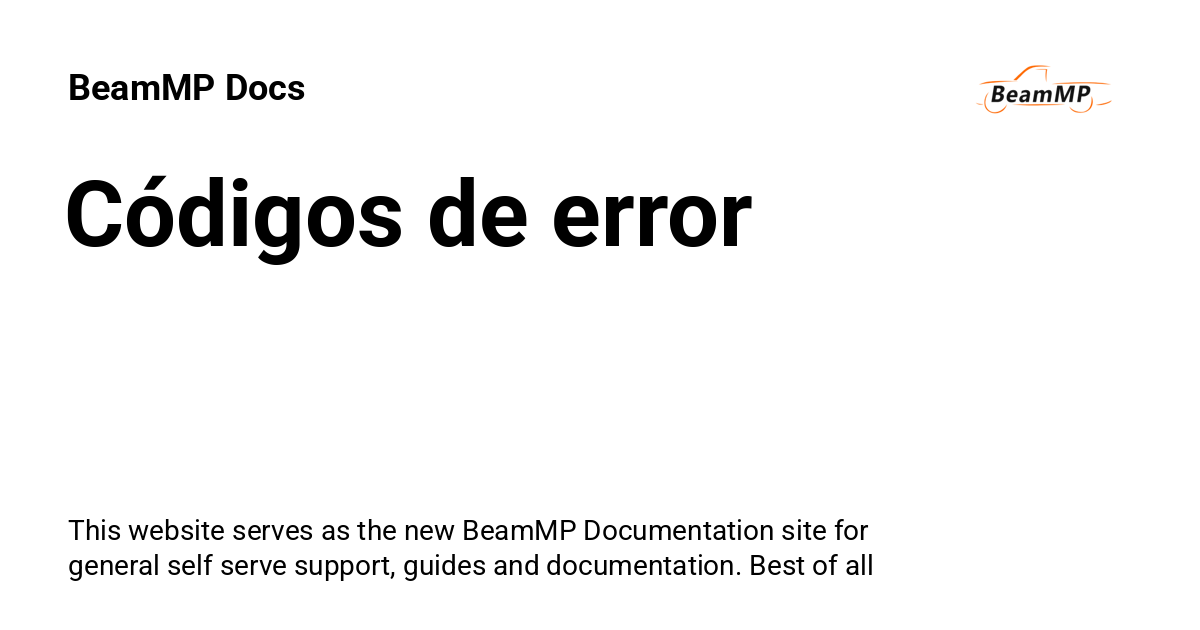 BeamMP Docs
BeamMP
Códigos de error
This website serves as the new BeamMP Documentation site for
general self serve support, guides and documentation. Best of all